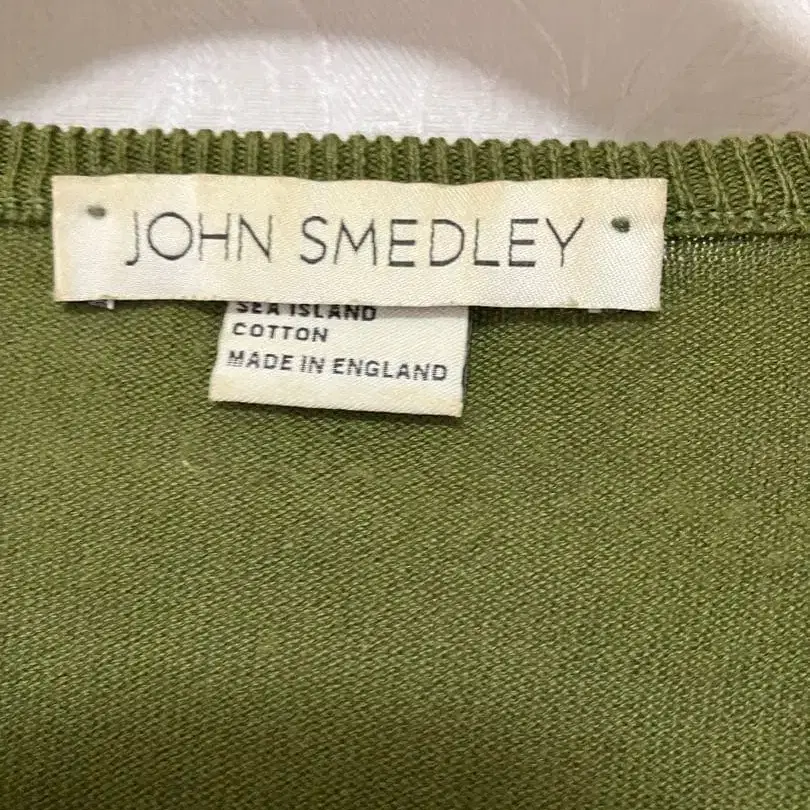 JOHN SMEDLEY
SEA ISLAND
COTTON
MADE IN ENGLAND